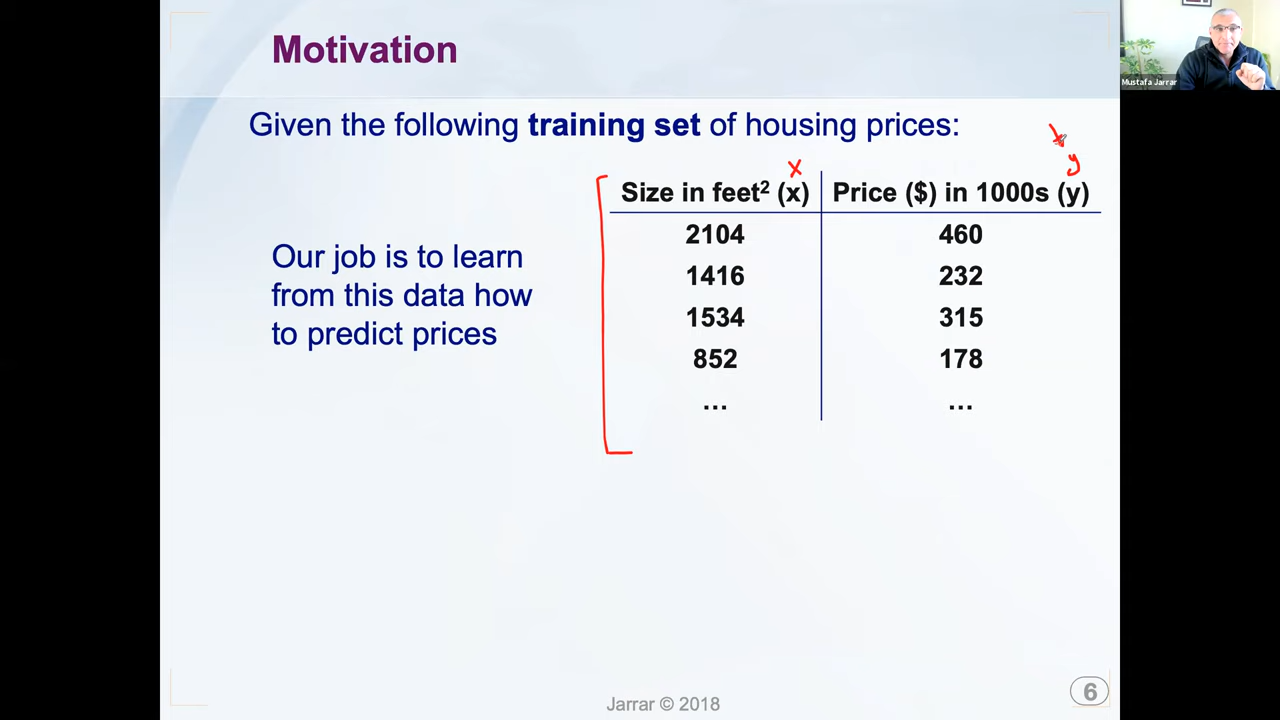 Motivation
Mustafa Jarrar
Given the following training set of housing prices:
x
y
Size in feet² (x) Price ($) in 1000s (y)
2104 460
1416 232
1534 315
852 178
... ...
Our job is to learn
from this data how
to predict prices
Jarrar © 2018
6